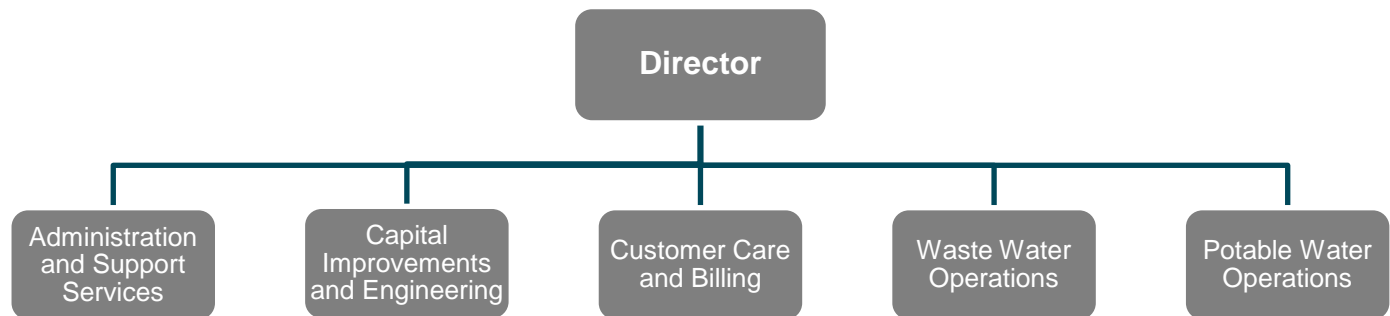 Director
Administration
and Support
Services
Capital
Improvements
and Engineering
Customer Care
and Billing
Waste Water
Operations
Potable Water
Operations